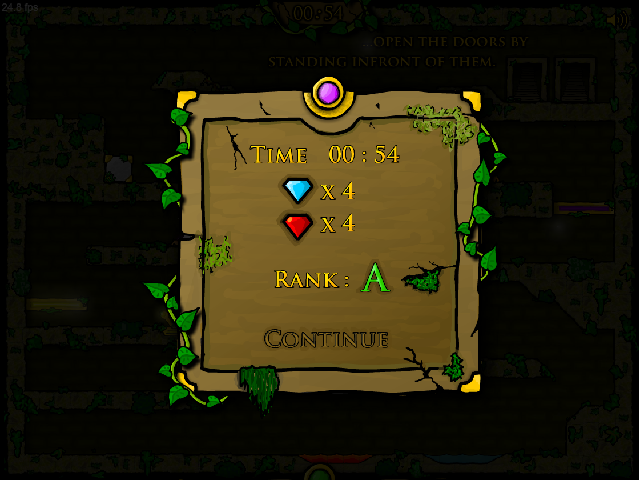 24.8 fps
00:54
OPEN THE DOORS BY
STANDING INFRONT OF THEM.
TIME 00:54
x 4
x 4
RANK: A
CONTINUE